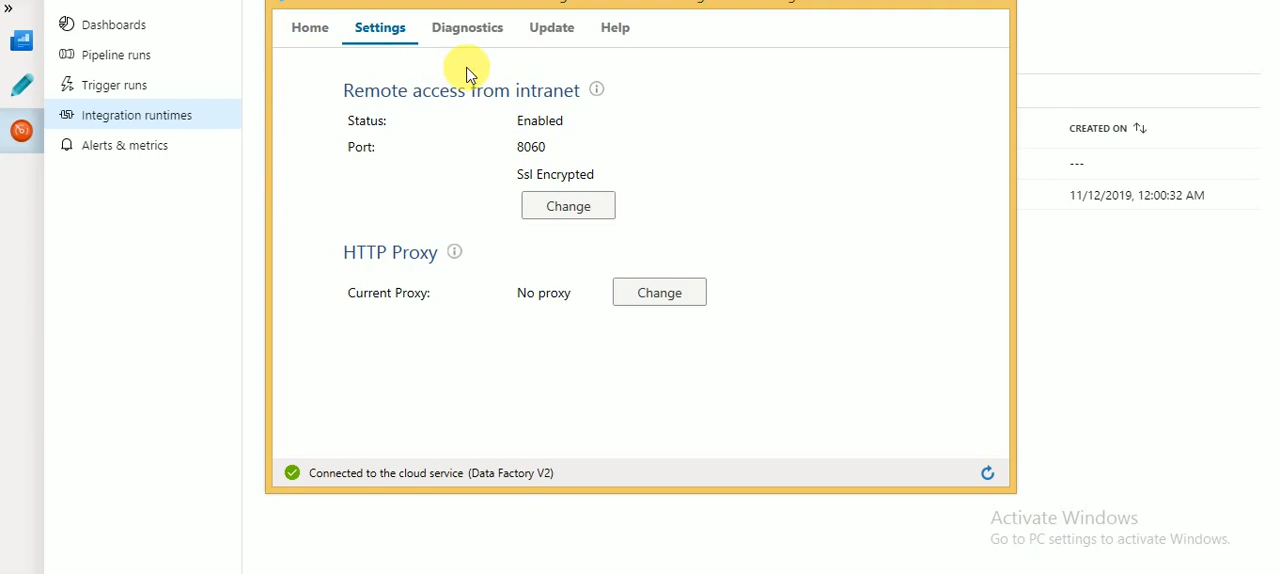 »
Dashboards
Pipeline runs
Trigger runs
Integration runtimes
Alerts & metrics
Home Settings Diagnostics Update Help
Remote access from intranet
Status: Enabled
Port: 8060
Ssl Encrypted
Change
HTTP Proxy
Current Proxy: No proxy Change
Connected to the cloud service (Data Factory V2)
CREATED ON
---
11/12/2019, 12:00:32 AM
Activate Windows
Go to PC settings to activate Windows.